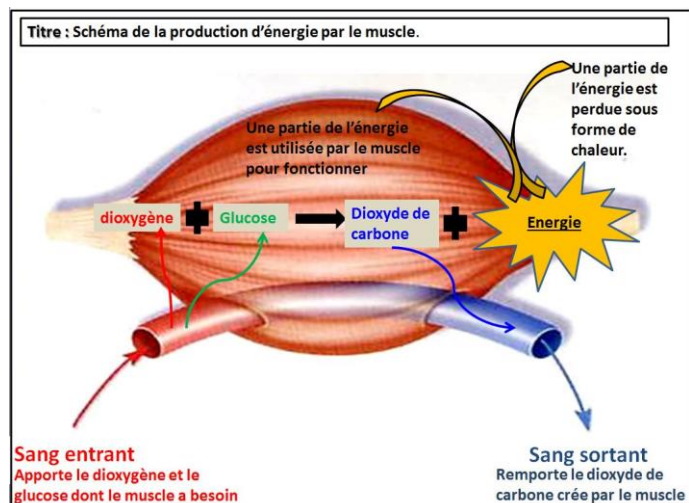 Titre : Schéma de la production d’énergie par le muscle.
Une partie de
l’énergie est
perdue sous
forme de
chaleur.
Une partie de l’énergie
est utilisée par le muscle
pour fonctionner
dioxygène
+
Glucose
Dioxyde de
carbone
+
Energie
Sang entrant
Apporte le dioxygène et le
glucose dont le muscle a besoin
Sang sortant
Remporte le dioxyde de
carbone crée par le muscle